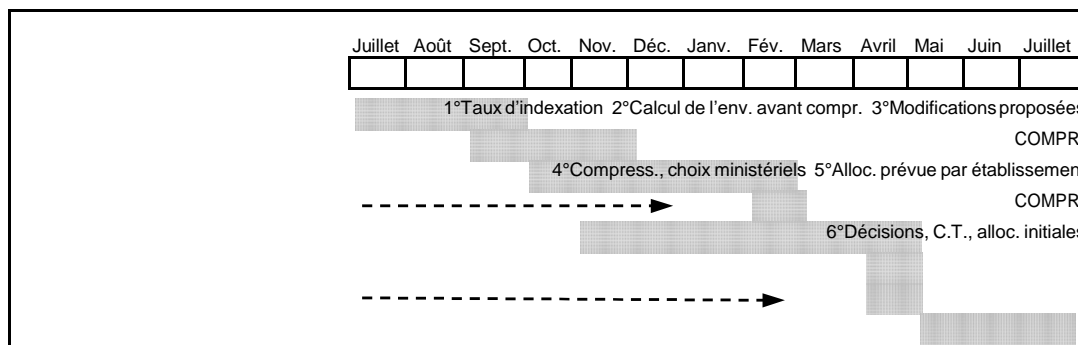 Juillet Août Sept. Oct. Nov. Déc. Janv. Fév. Mars Avril Mai Juin Juillet
1°Taux d'indexation 2°Calcul de l'env. avant compr. 3°Modifications proposées
COMPR
4°Compress., choix ministériels 5°Alloc. prévue par établissemen
COMPR
6°Décisions, C.T., alloc. initiales